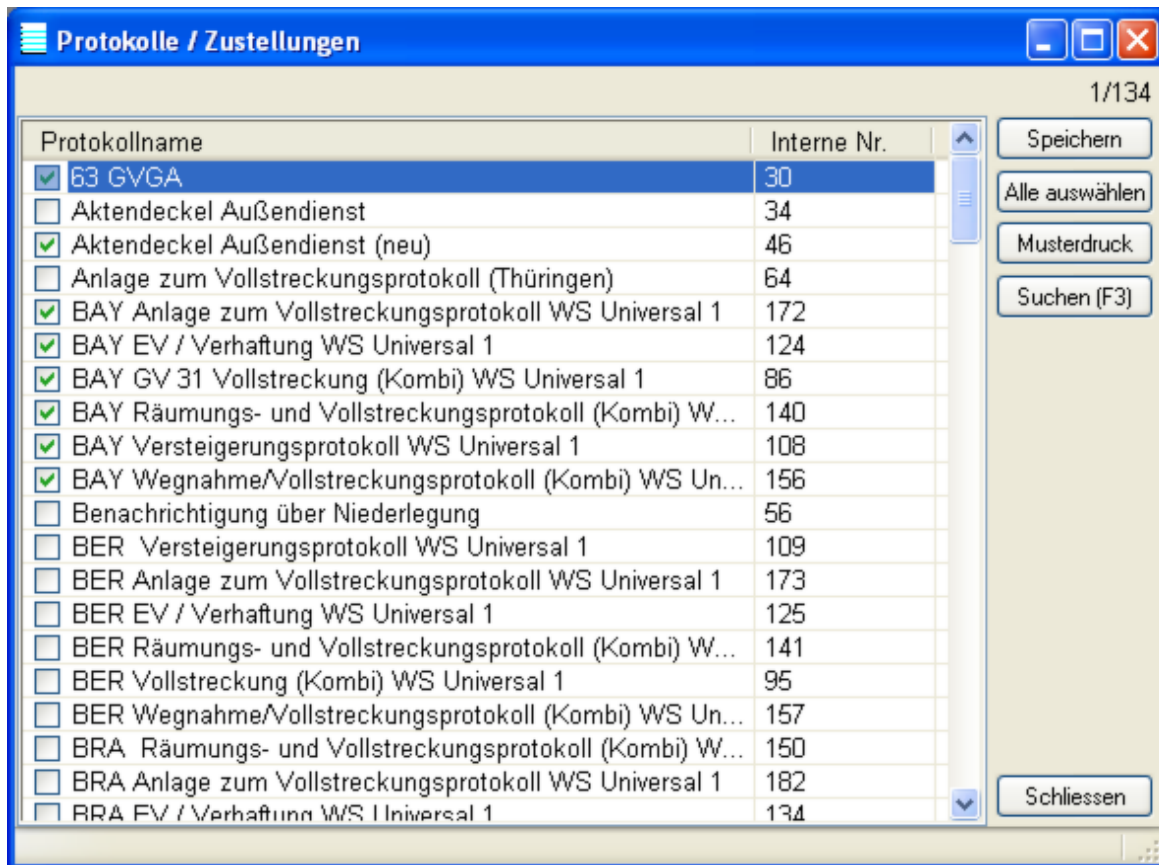 Protokolle / Zustellungen
1/134
Protokollname Interne Nr.
63 GVGA 30
Aktendeckel Außendienst 34
Aktendeckel Außendienst (neu) 46
Anlage zum Vollstreckungsprotokoll (Thüringen) 64
BAY Anlage zum Vollstreckungsprotokoll WS Universal 1 172
BAY EV / Verhaftung WS Universal 1 124
BAY GV 31 Vollstreckung (Kombi) WS Universal 1 86
BAY Räumungs- und Vollstreckungsprotokoll (Kombi) W... 140
BAY Versteigerungsprotokoll WS Universal 1 108
BAY Wegnahme/Vollstreckungsprotokoll (Kombi) WS Un... 156
Benachrichtigung über Niederlegung 56
BER  Versteigerungsprotokoll WS Universal 1 109
BER Anlage zum Vollstreckungsprotokoll WS Universal 1 173
BER EV / Verhaftung WS Universal 1 125
BER Räumungs- und Vollstreckungsprotokoll (Kombi) W... 141
BER Vollstreckung (Kombi) WS Universal 1 95
BER Wegnahme/Vollstreckungsprotokoll (Kombi) WS Un... 157
BRA  Räumungs- und Vollstreckungsprotokoll (Kombi) W... 150
BRA Anlage zum Vollstreckungsprotokoll WS Universal 1 182
BRA EV / Verhaftung WS Universal 1 134
Speichern
Alle auswählen
Musterdruck
Suchen (F3)
Schliessen